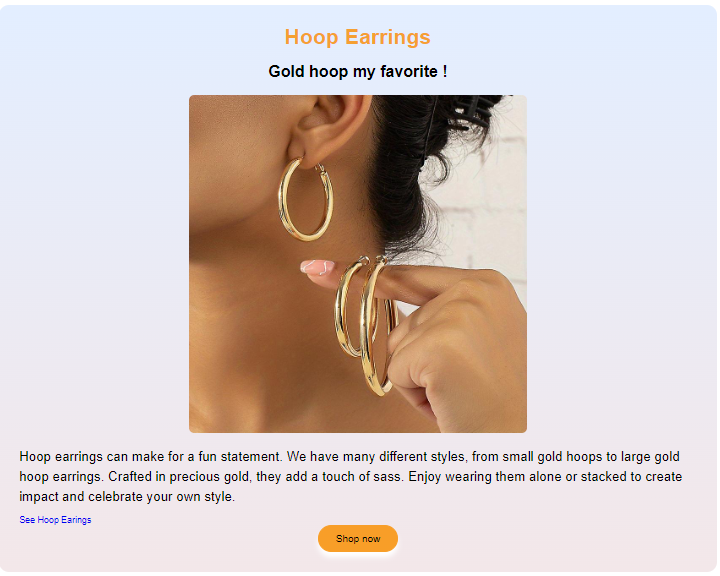 Hoop Earrings
Gold hoop my favorite !
Hoop earrings can make for a fun statement. We have many different styles, from small gold hoops to large gold
hoop earrings. Crafted in precious gold, they add a touch of sass. Enjoy wearing them alone or stacked to create
impact and celebrate your own style.
See Hoop Earings
Shop now